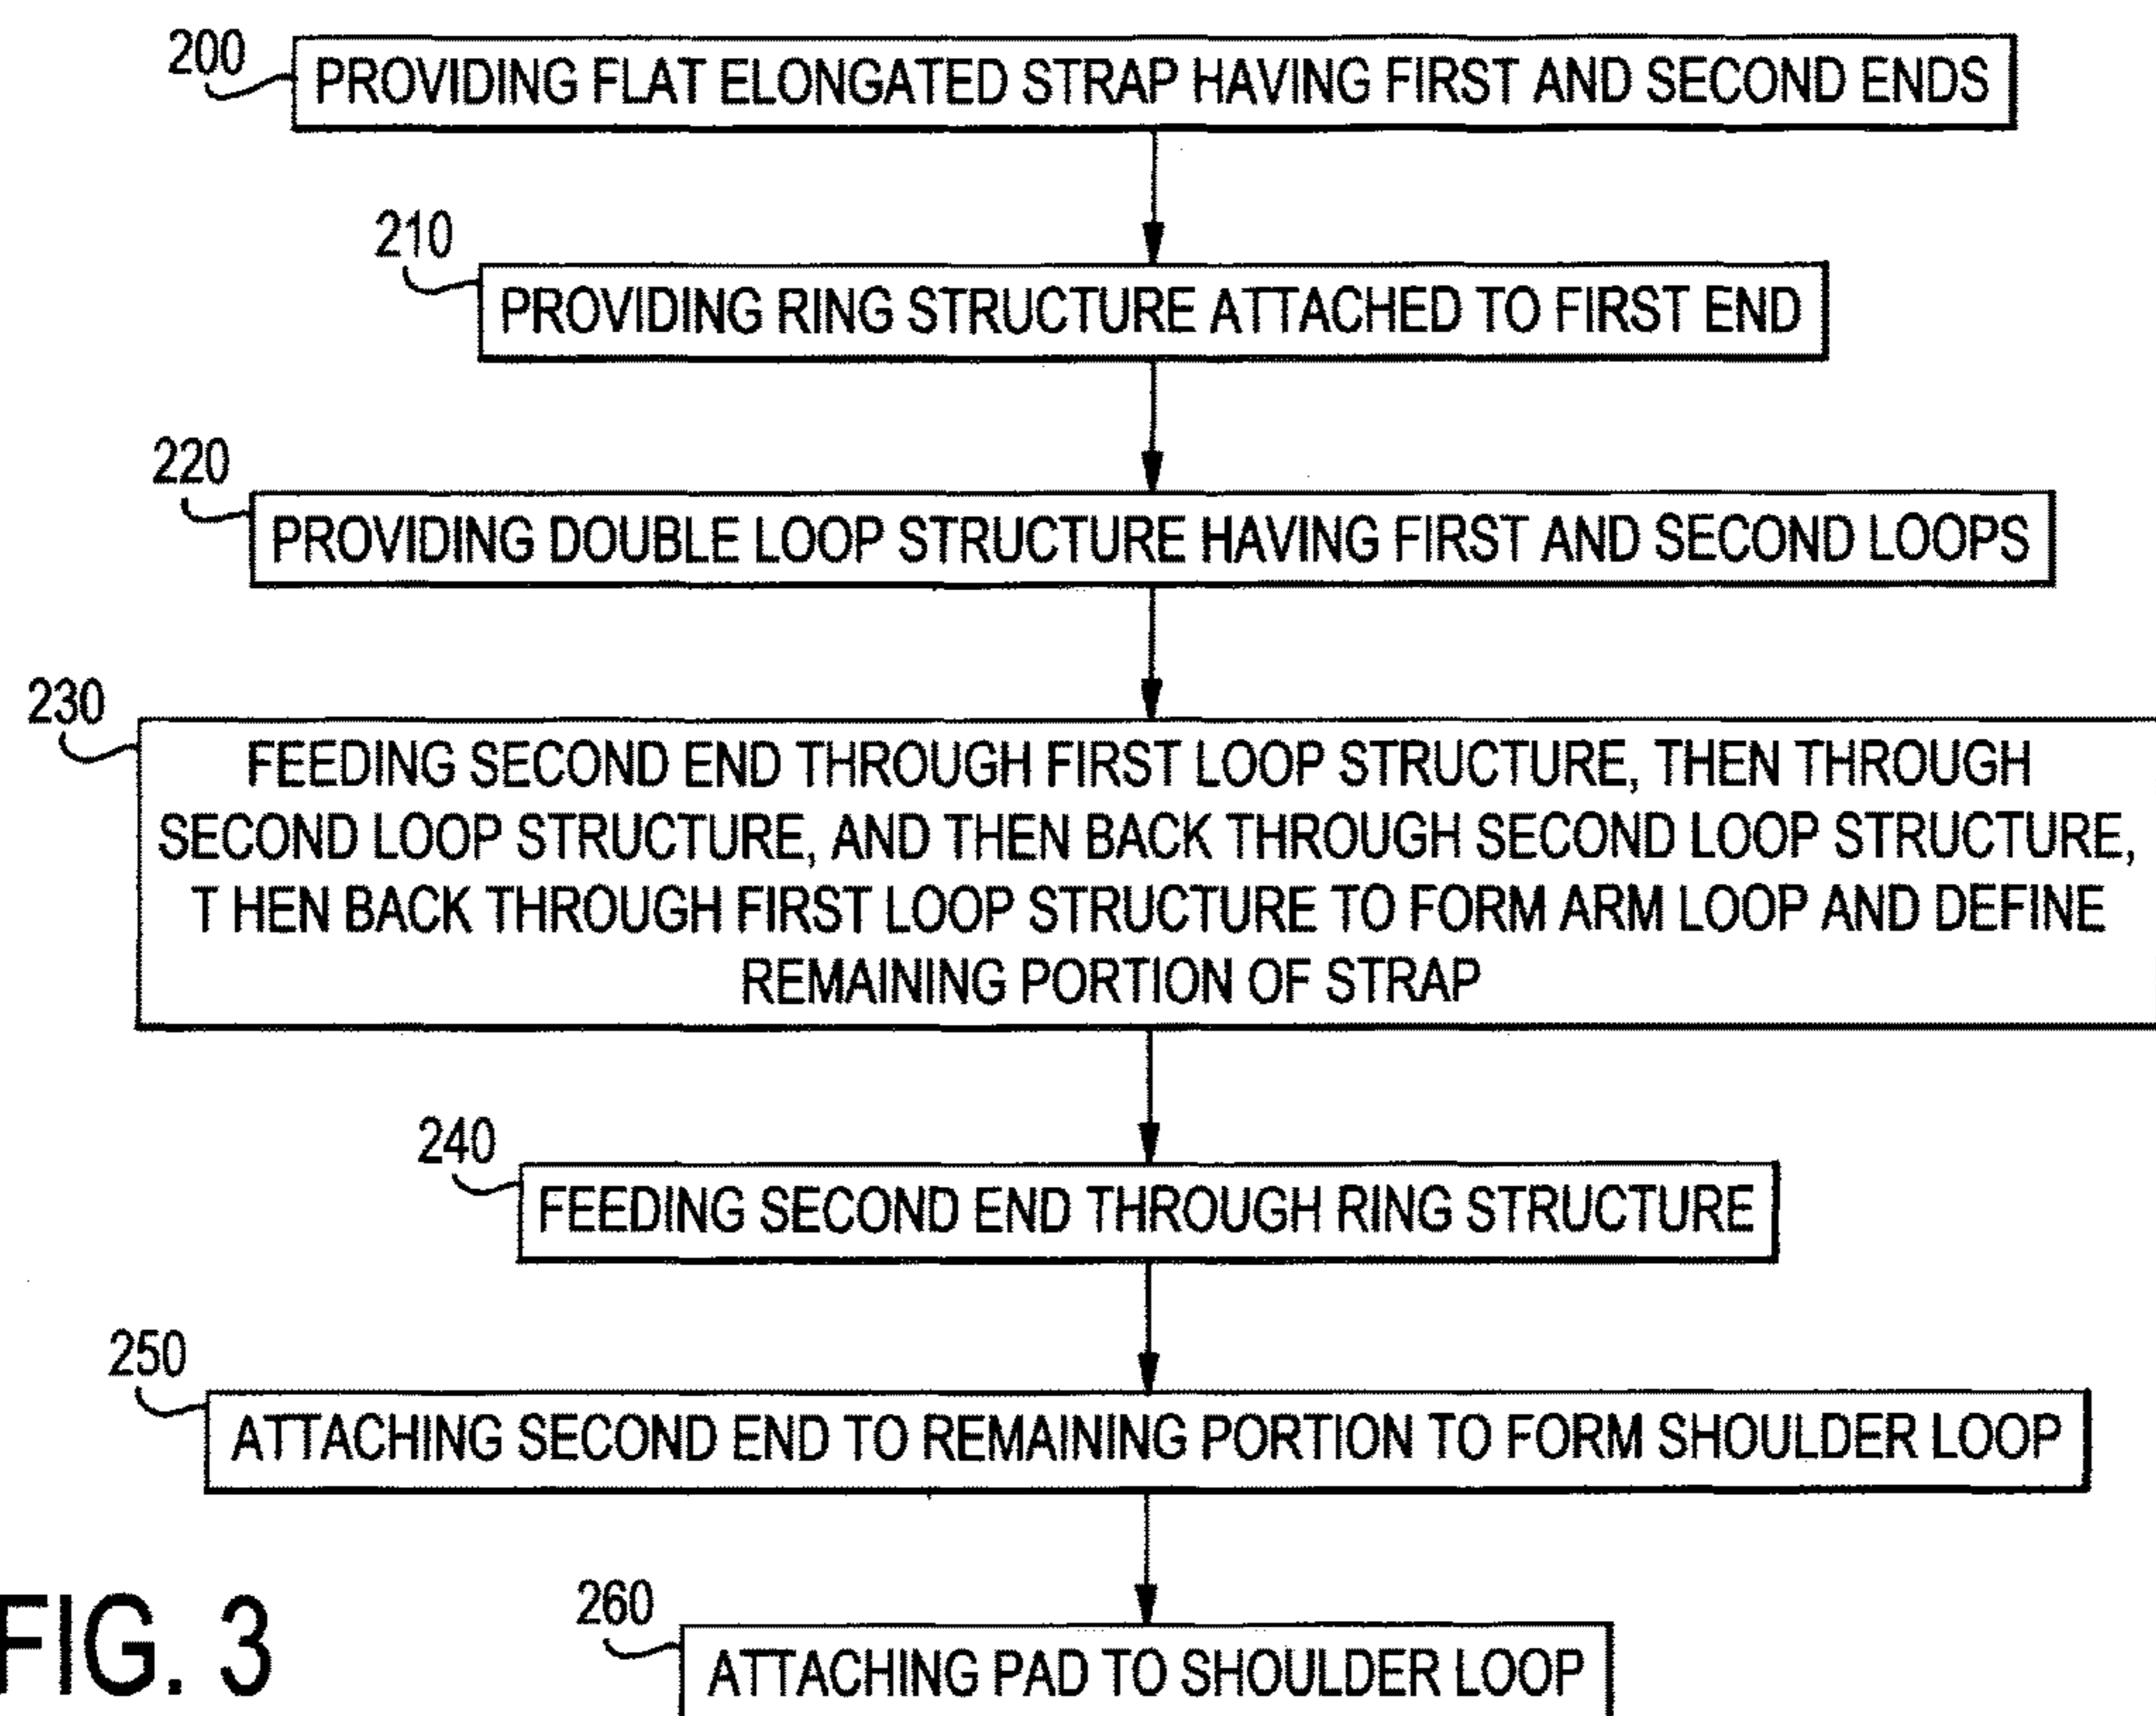 200
PROVIDING FLAT ELONGATED STRAP HAVING FIRST AND SECOND ENDS
210
PROVIDING RING STRUCTURE ATTACHED TO FIRST END
220
PROVIDING DOUBLE LOOP STRUCTURE HAVING FIRST AND SECOND LOOPS
230
FEEDING SECOND END THROUGH FIRST LOOP STRUCTURE, THEN THROUGH
SECOND LOOP STRUCTURE, AND THEN BACK THROUGH SECOND LOOP STRUCTURE,
T HEN BACK THROUGH FIRST LOOP STRUCTURE TO FORM ARM LOOP AND DEFINE
REMAINING PORTION OF STRAP
240
FEEDING SECOND END THROUGH RING STRUCTURE
250
ATTACHING SECOND END TO REMAINING PORTION TO FORM SHOULDER LOOP
260
ATTACHING PAD TO SHOULDER LOOP
FIG. 3